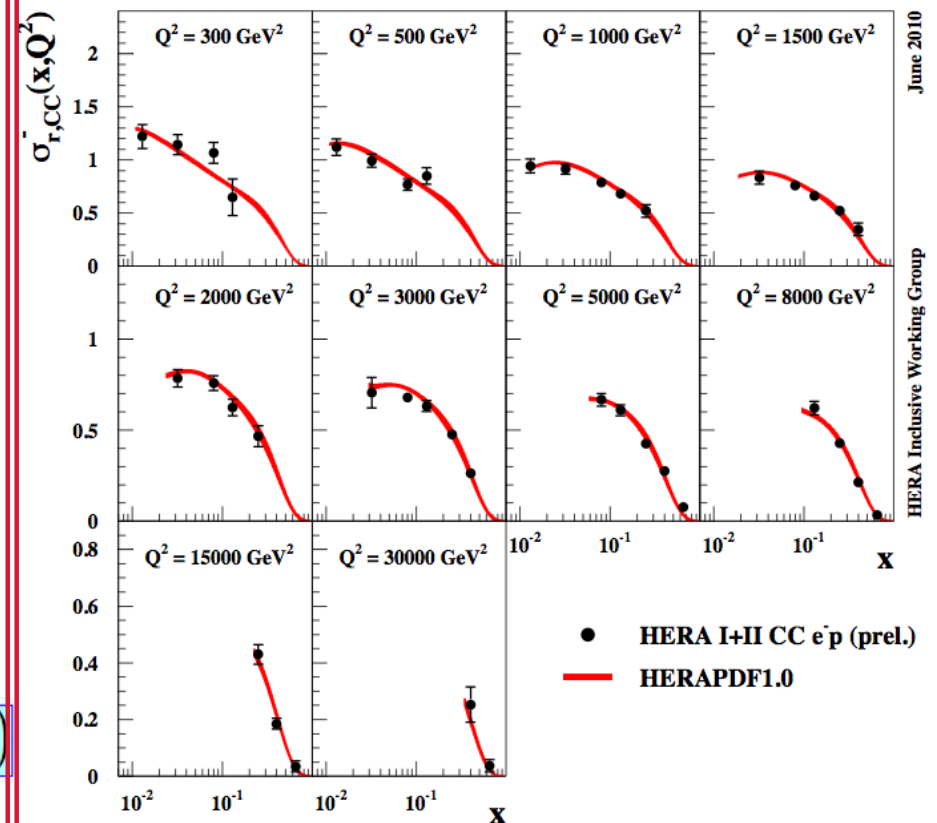 σ⁻r,CC(x,Q²)
June 2010
Q² = 300 GeV²
Q² = 500 GeV²
Q² = 1000 GeV²
Q² = 1500 GeV²
2
1.5
1
0.5
0
HERA Inclusive Working Group
Q² = 2000 GeV²
Q² = 3000 GeV²
Q² = 5000 GeV²
Q² = 8000 GeV²
1
0.5
0
10⁻² 10⁻¹ 10⁻² 10⁻¹
x
Q² = 15000 GeV²
Q² = 30000 GeV²
0.8
0.6
0.4
0.2
0
10⁻² 10⁻¹ 10⁻² 10⁻¹
x
HERA I+II CC e⁻p (prel.)
HERAPDF1.0